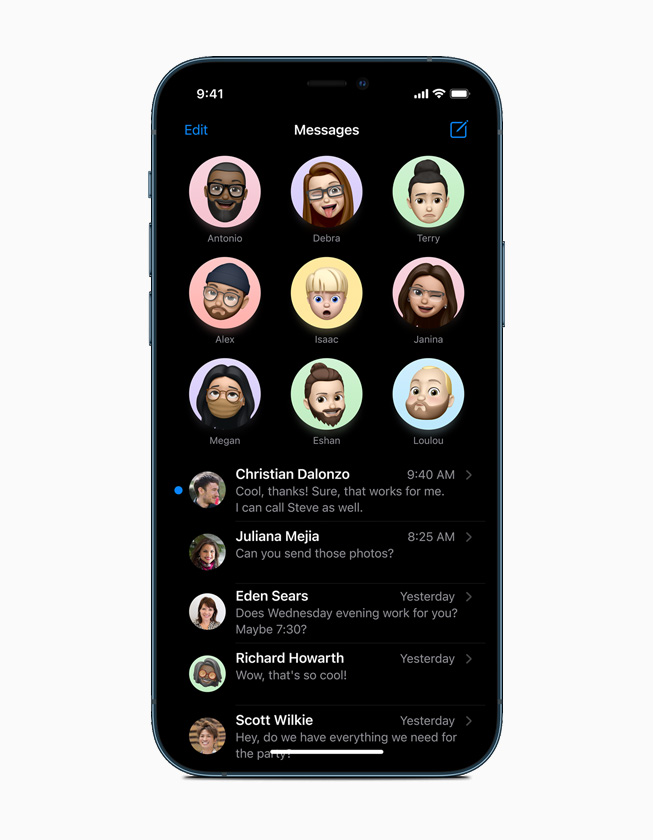 9:41
Edit Messages
Antonio Debra Terry
Alex Isaac Janina
Megan Eshan Loulou
Christian Dalonzo 9:40 AM
Cool, thanks! Sure, that works for me.
I can call Steve as well.
Juliana Mejia 8:25 AM
Can you send those photos?
Eden Sears Yesterday
Does Wednesday evening work for you?
Maybe 7:30?
Richard Howarth Yesterday
Wow, that's so cool!
Scott Wilkie Yesterday
Hey, do we have everything we need for
the party?